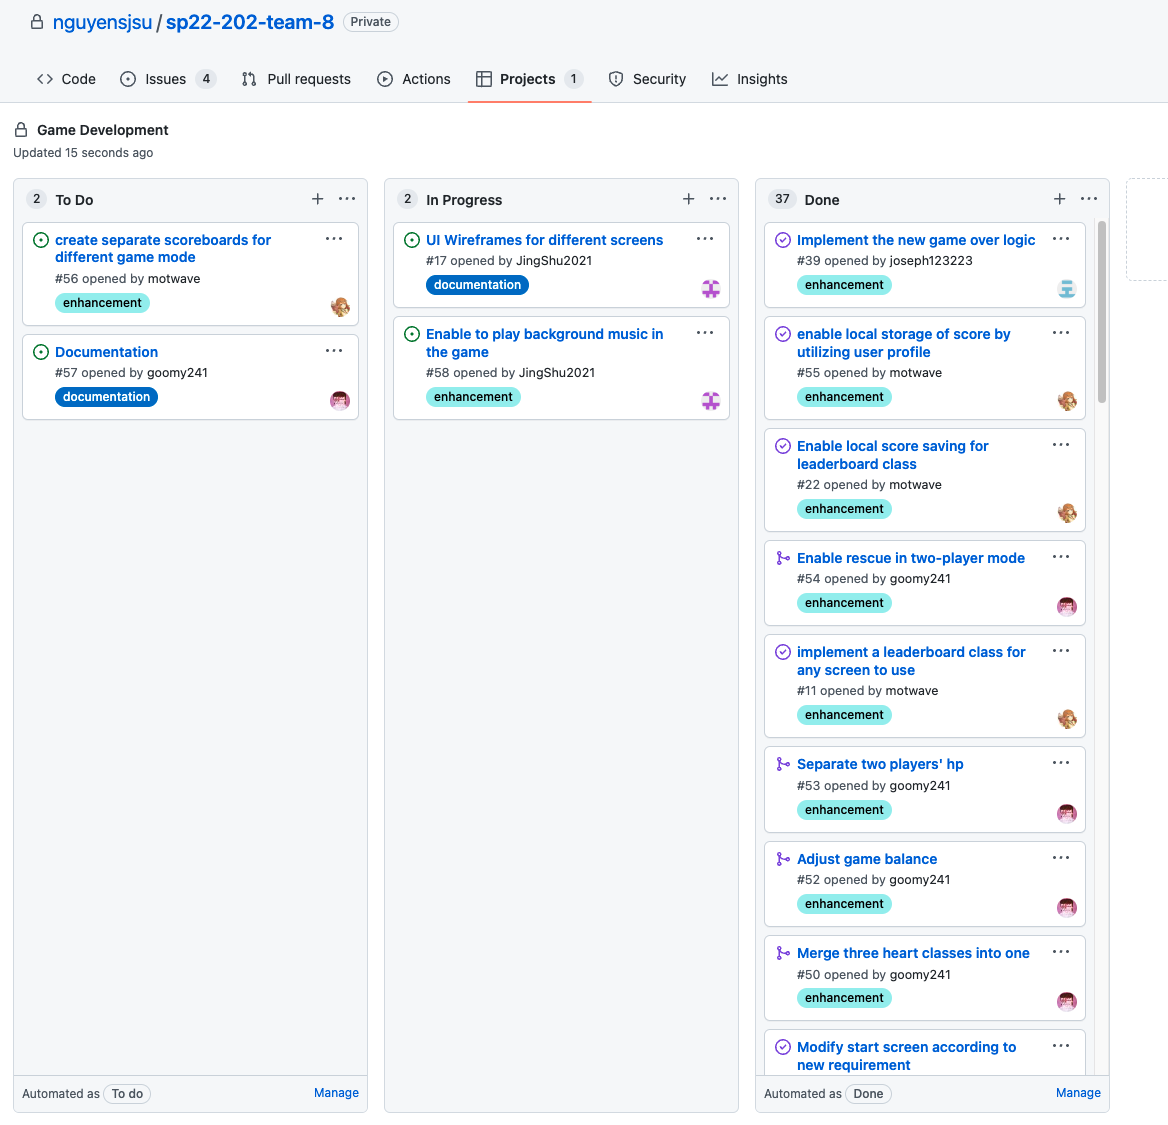 nguyensjsu / sp22-202-team-8 Private
Code Issues 4 Pull requests Actions Projects 1 Security Insights
Game Development
Updated 15 seconds ago
2 To Do
create separate scoreboards for
different game mode
#56 opened by motwave
enhancement
Documentation
#57 opened by goomy241
documentation
Automated as To do Manage
2 In Progress
UI Wireframes for different screens
#17 opened by JingShu2021
documentation
Enable to play background music in
the game
#58 opened by JingShu2021
enhancement
37 Done
Implement the new game over logic
#39 opened by joseph123223
enhancement
enable local storage of score by
utilizing user profile
#55 opened by motwave
enhancement
Enable local score saving for
leaderboard class
#22 opened by motwave
enhancement
Enable rescue in two-player mode
#54 opened by goomy241
enhancement
implement a leaderboard class for
any screen to use
#11 opened by motwave
enhancement
Separate two players' hp
#53 opened by goomy241
enhancement
Adjust game balance
#52 opened by goomy241
enhancement
Merge three heart classes into one
#50 opened by goomy241
enhancement
Modify start screen according to
new requirement
Automated as Done Manage